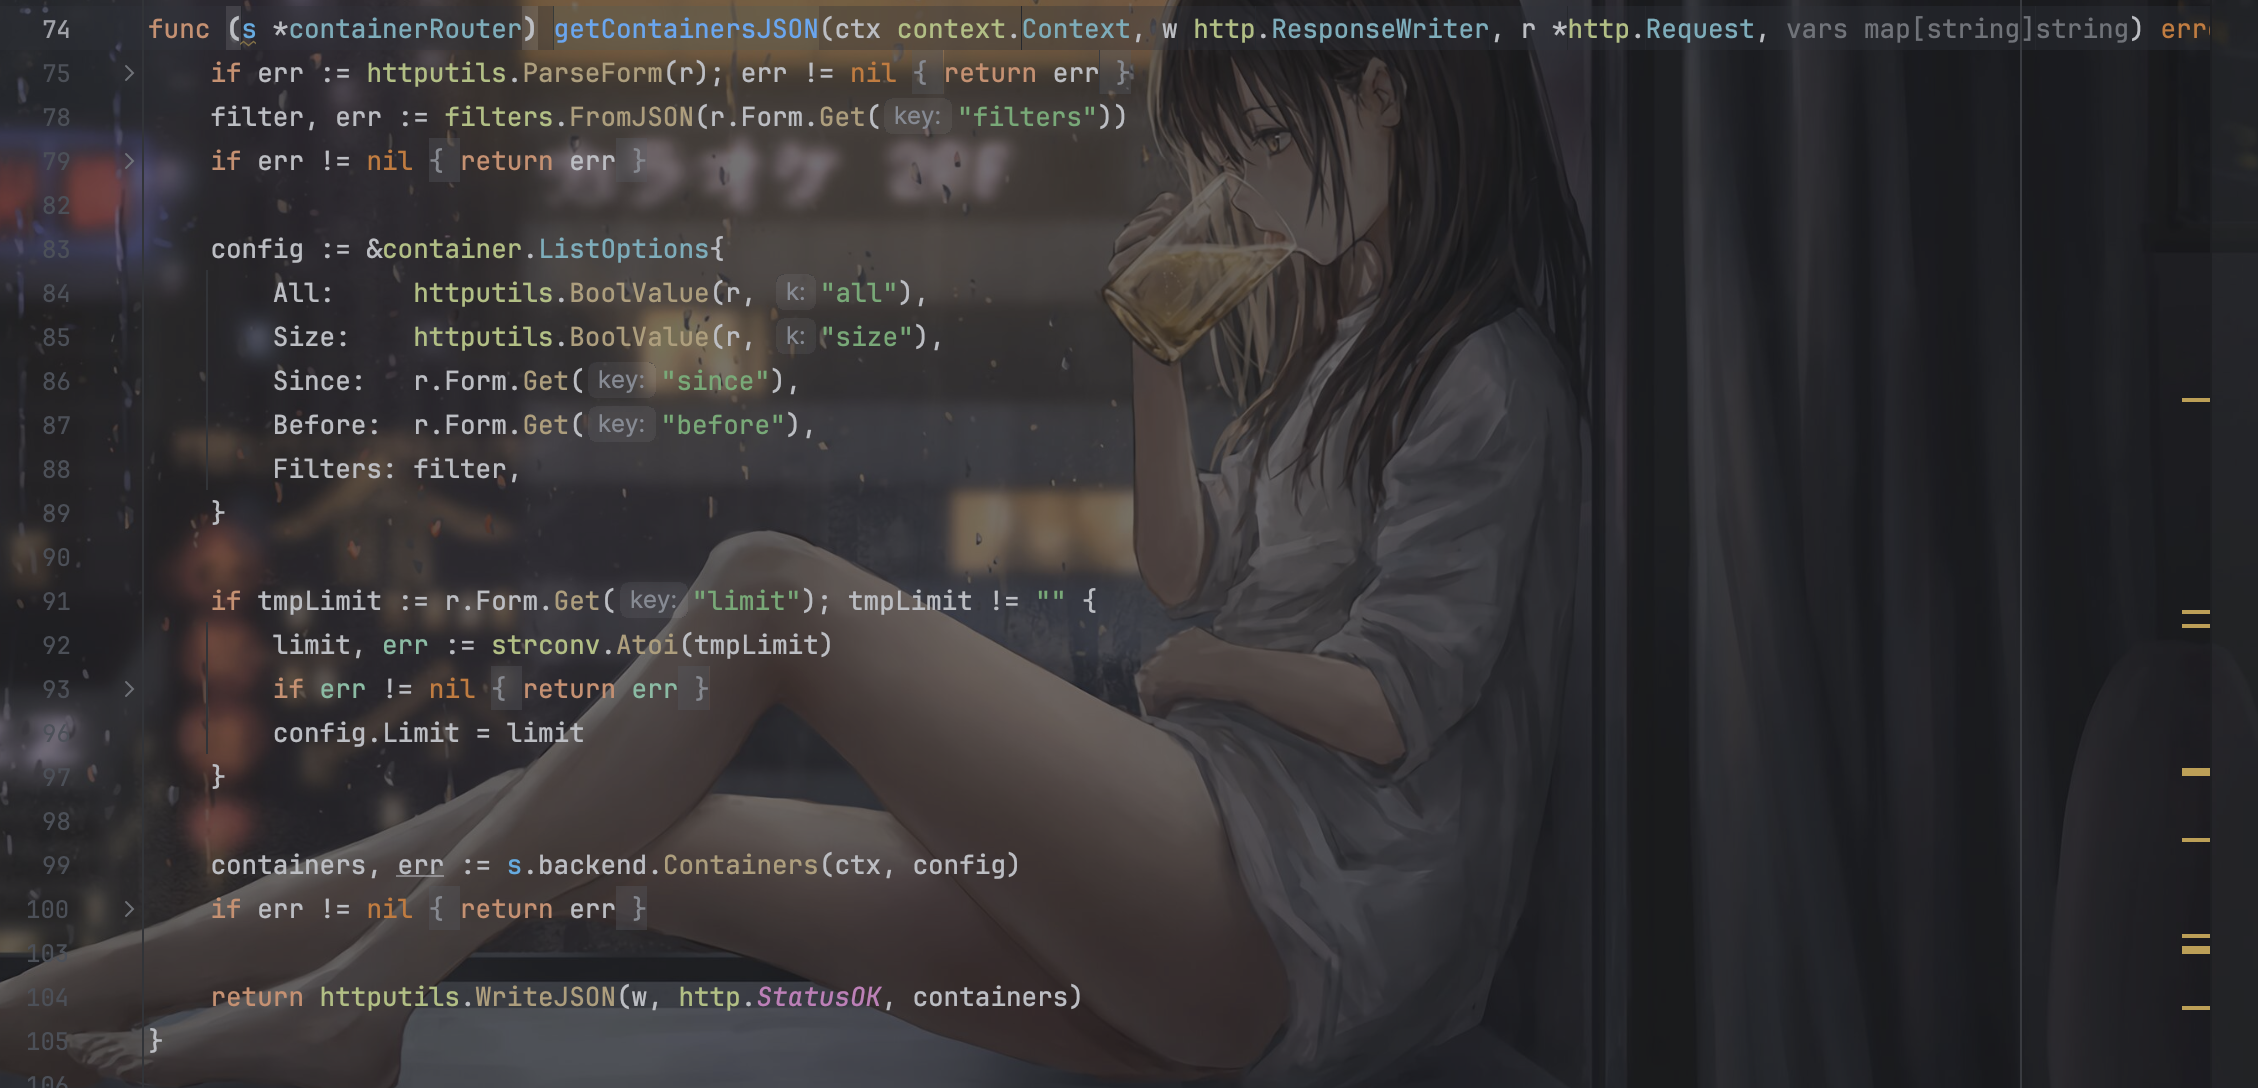 74 func (s *containerRouter) getContainersJSON(ctx context.Context, w http.ResponseWriter, r *http.Request, vars map[string]string) err
75 if err := httputils.ParseForm(r); err != nil { return err }
78 filter, err := filters.FromJSON(r.Form.Get( key: "filters"))
79 if err != nil { return err }
カラオケ
82
83 config := &container.ListOptions{
84 All: httputils.BoolValue(r, k: "all"),
85 Size: httputils.BoolValue(r, k: "size"),
86 Since: r.Form.Get( key: "since"),
87 Before: r.Form.Get( key: "before"),
88 Filters: filter,
89 }
90
91 if tmpLimit := r.Form.Get( key: "limit"); tmpLimit != "" {
92 limit, err := strconv.Atoi(tmpLimit)
93 if err != nil { return err }
96 config.Limit = limit
97 }
98
99 containers, err := s.backend.Containers(ctx, config)
100 if err != nil { return err }
103
104 return httputils.WriteJSON(w, http.StatusOK, containers)
105 }
106